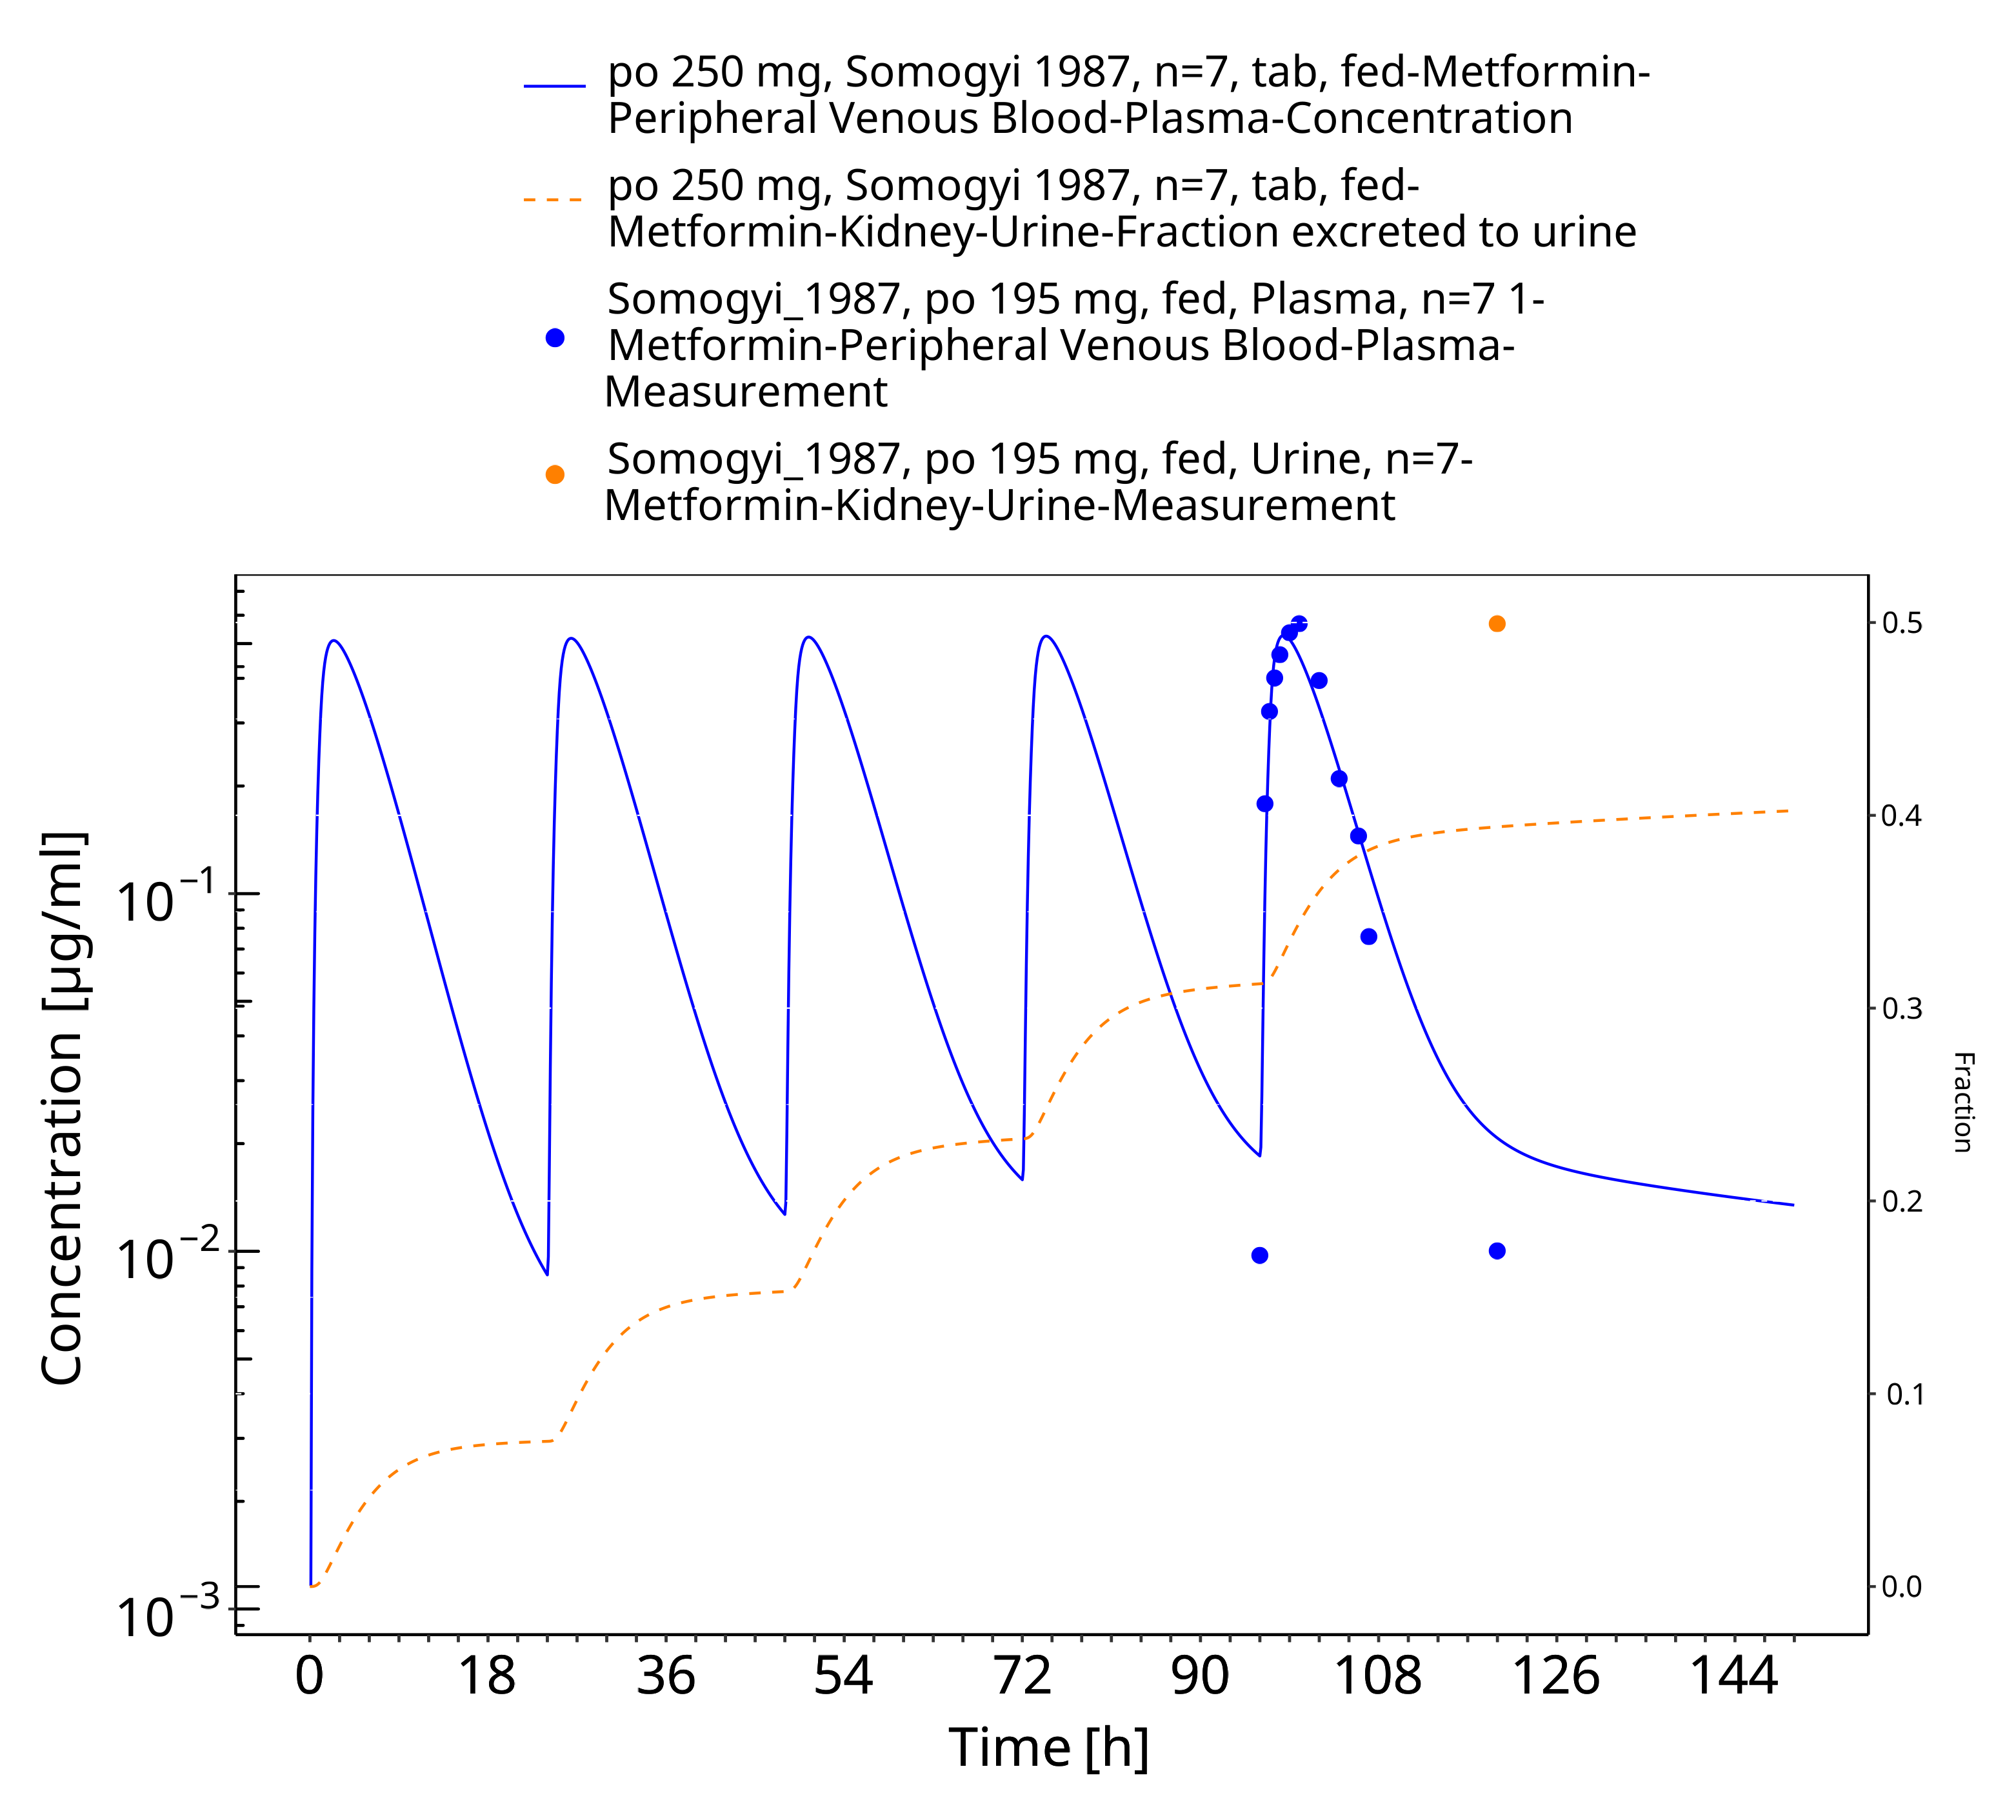 po 250 mg, Somogyi 1987, n=7, tab, fed-Metformin-
Peripheral Venous Blood-Plasma-Concentration
po 250 mg, Somogyi 1987, n=7, tab, fed-
Metformin-Kidney-Urine-Fraction excreted to urine
Somogyi_1987, po 195 mg, fed, Plasma, n=7 1-
Metformin-Peripheral Venous Blood-Plasma-
Measurement
Somogyi_1987, po 195 mg, fed, Urine, n=7-
Metformin-Kidney-Urine-Measurement
Concentration [µg/ml]
10⁻¹
10⁻²
10⁻³
0.5
0.4
0.3
0.2
0.1
0.0
Fraction
0 18 36 54 72 90 108 126 144
Time [h]